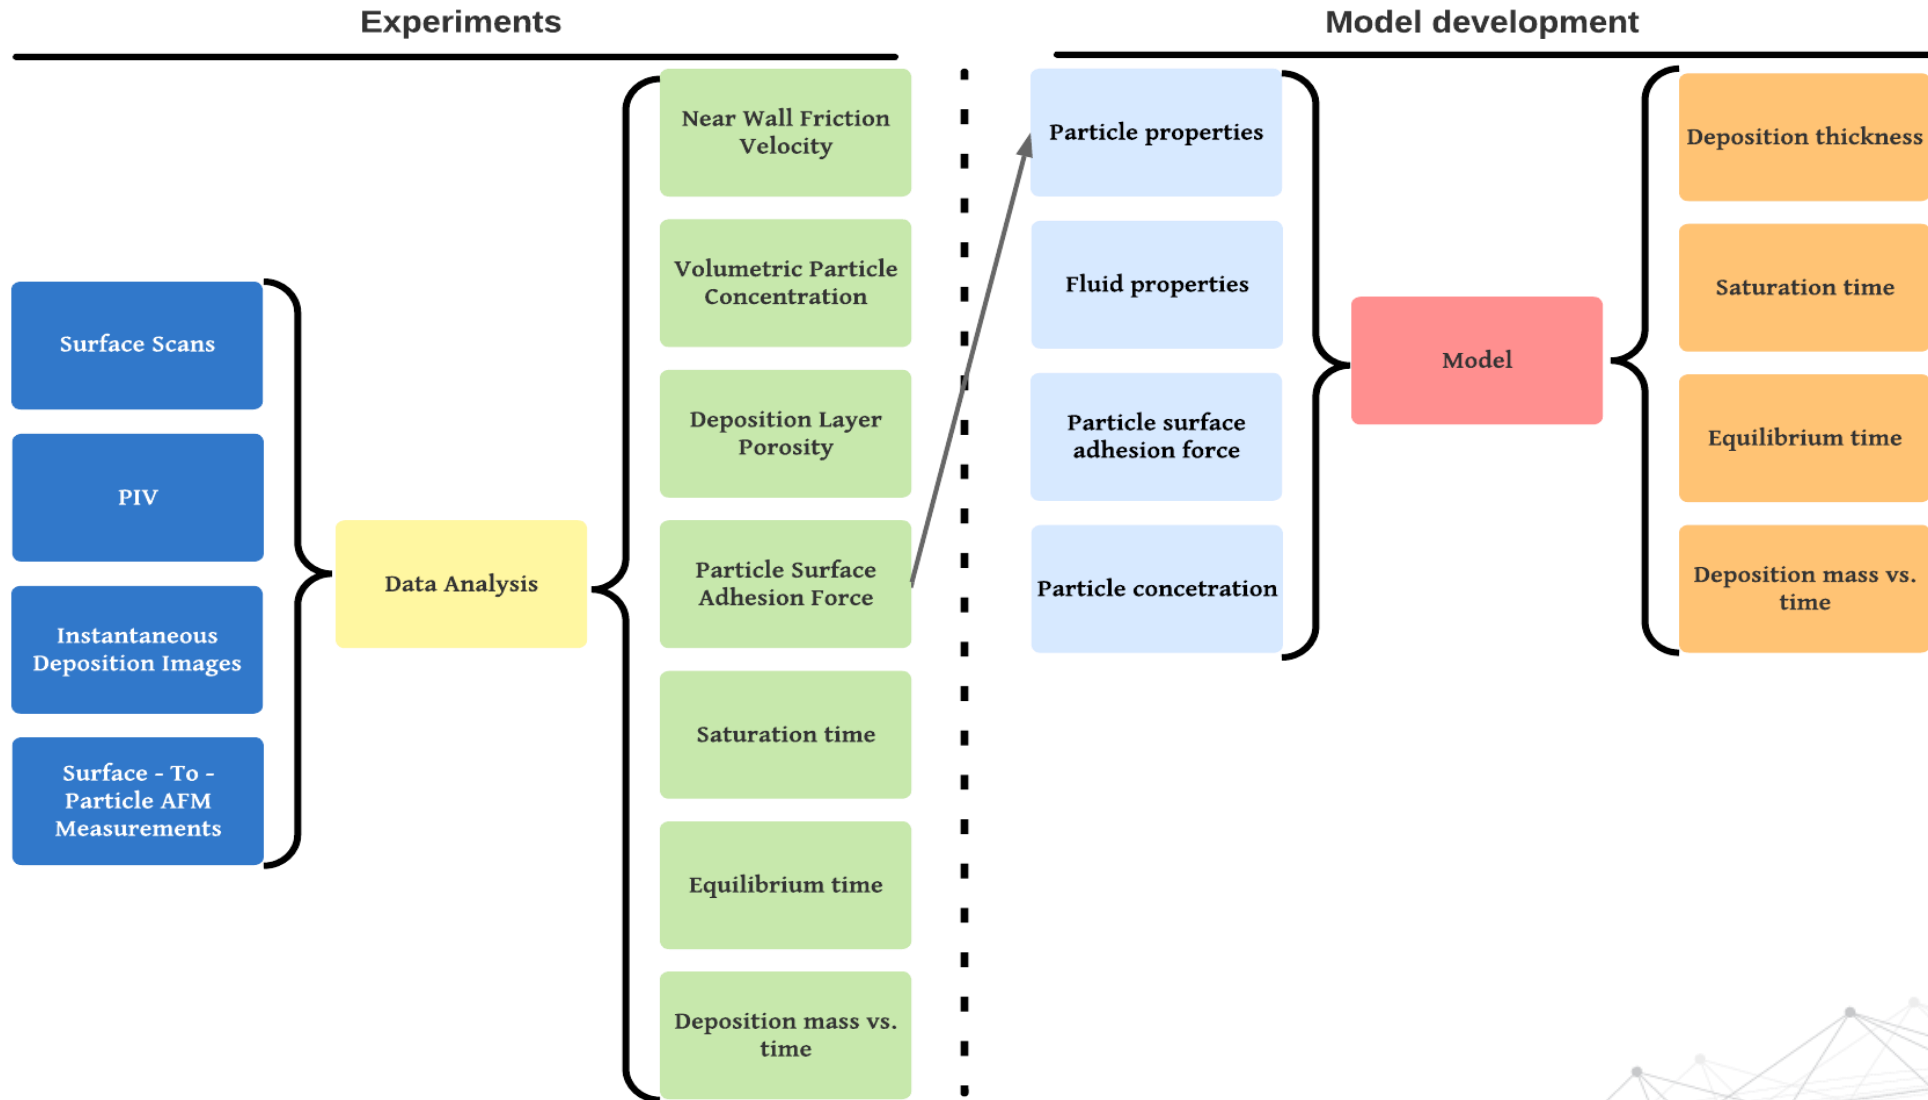 Experiments
Surface Scans
PIV
Instantaneous
Deposition Images
Surface - To -
Particle AFM
Measurements
Data Analysis
Near Wall Friction
Velocity
Volumetric Particle
Concentration
Deposition Layer
Porosity
Particle Surface
Adhesion Force
Saturation time
Equilibrium time
Deposition mass vs.
time
Model development
Particle properties
Fluid properties
Particle surface
adhesion force
Particle concetration
Model
Deposition thickness
Saturation time
Equilibrium time
Deposition mass vs.
time